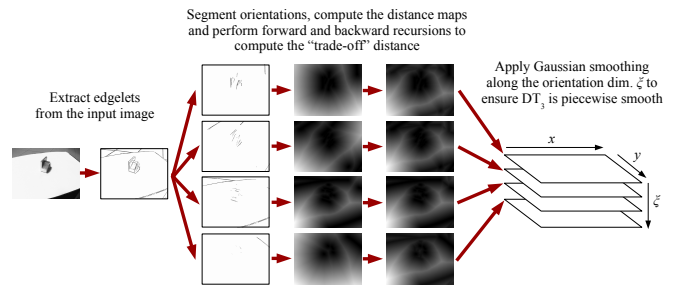 Segment orientations, compute the distance maps
and perform forward and backward recursions to
compute the “trade-off” distance
Extract edgelets
from the input image
Apply Gaussian smoothing
along the orientation dim. ξ to
ensure DT₃ is piecewise smooth
x
y
ξ